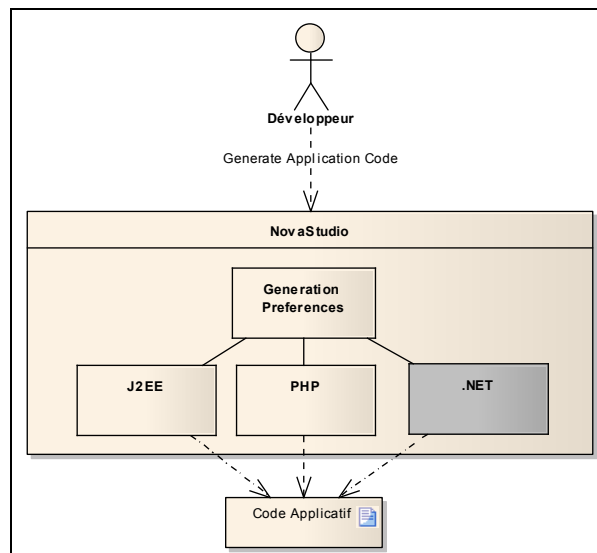 Développeur
Generate Application Code
NovaStudio
Generation
Preferences
J2EE
PHP
.NET
Code Applicatif